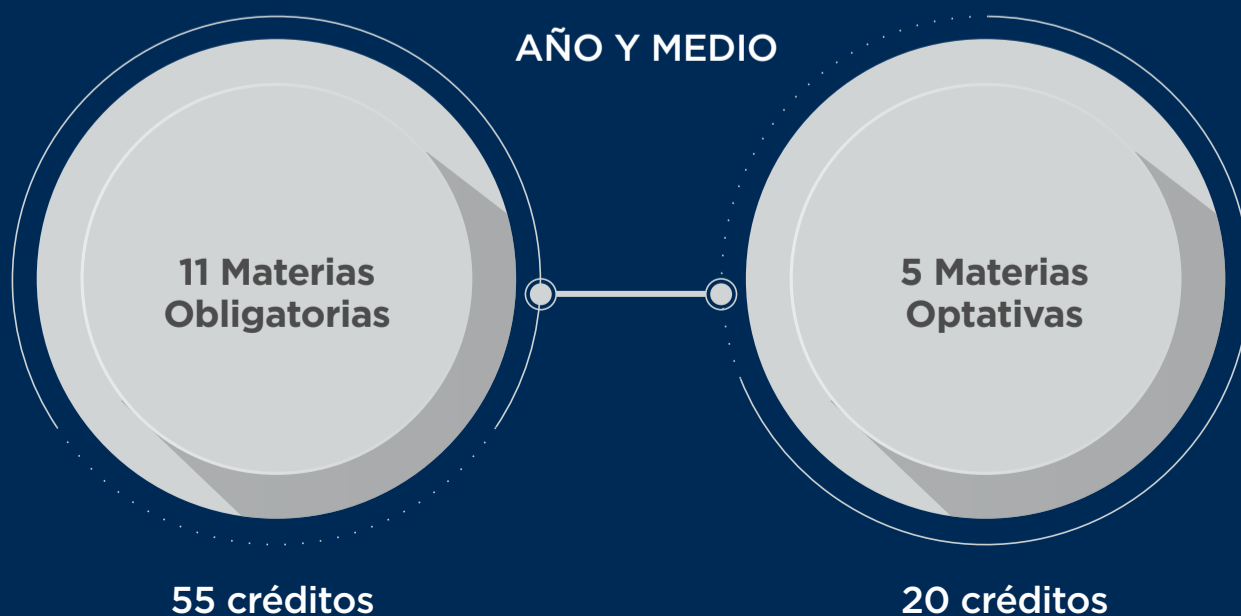 AÑO Y MEDIO
11 Materias
Obligatorias
5 Materias
Optativas
55 créditos
20 créditos